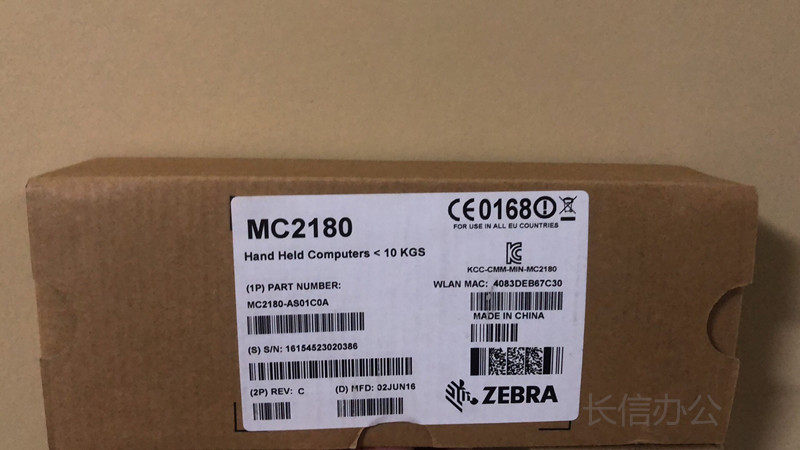 MC2180
Hand Held Computers < 10 KGS
CE0168
FOR USE IN ALL EU COUNTRIES
KCC-CMM-MIN-MC2180
(1P) PART NUMBER:
MC2180-AS01C0A
WLAN MAC: 4083DEB67C30
MADE IN CHINA
(S) S/N: 16154523020386
(2P) REV: C
(D) MFD: 02JUN16
ZEBRA
长信办公